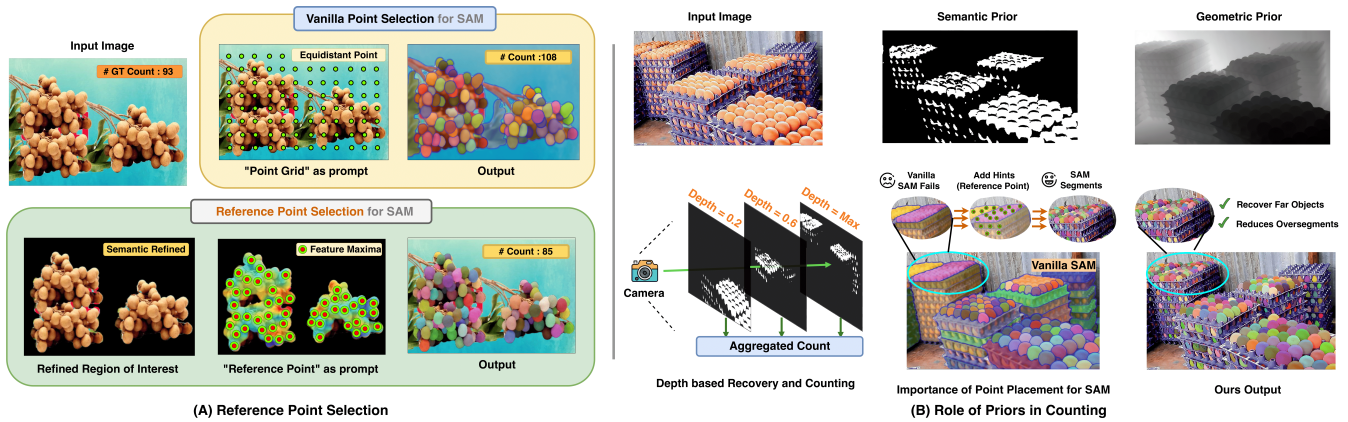 Input Image
# GT Count : 93
Vanilla Point Selection for SAM
Equidistant Point
"Point Grid" as prompt
# Count :108
Output
Reference Point Selection for SAM
Semantic Refined
Refined Region of Interest
Feature Maxima
"Reference Point" as prompt
# Count : 85
Output
(A) Reference Point Selection
Input Image
Semantic Prior
Geometric Prior
Camera
Depth = 0.2
Depth = 0.6
Depth = Max
Aggregated Count
Depth based Recovery and Counting
Vanilla
SAM Fails
Add Hints
(Reference Point)
SAM
Segments
Vanilla SAM
Importance of Point Placement for SAM
Recover Far Objects
Reduces Oversegments
Ours Output
(B) Role of Priors in Counting